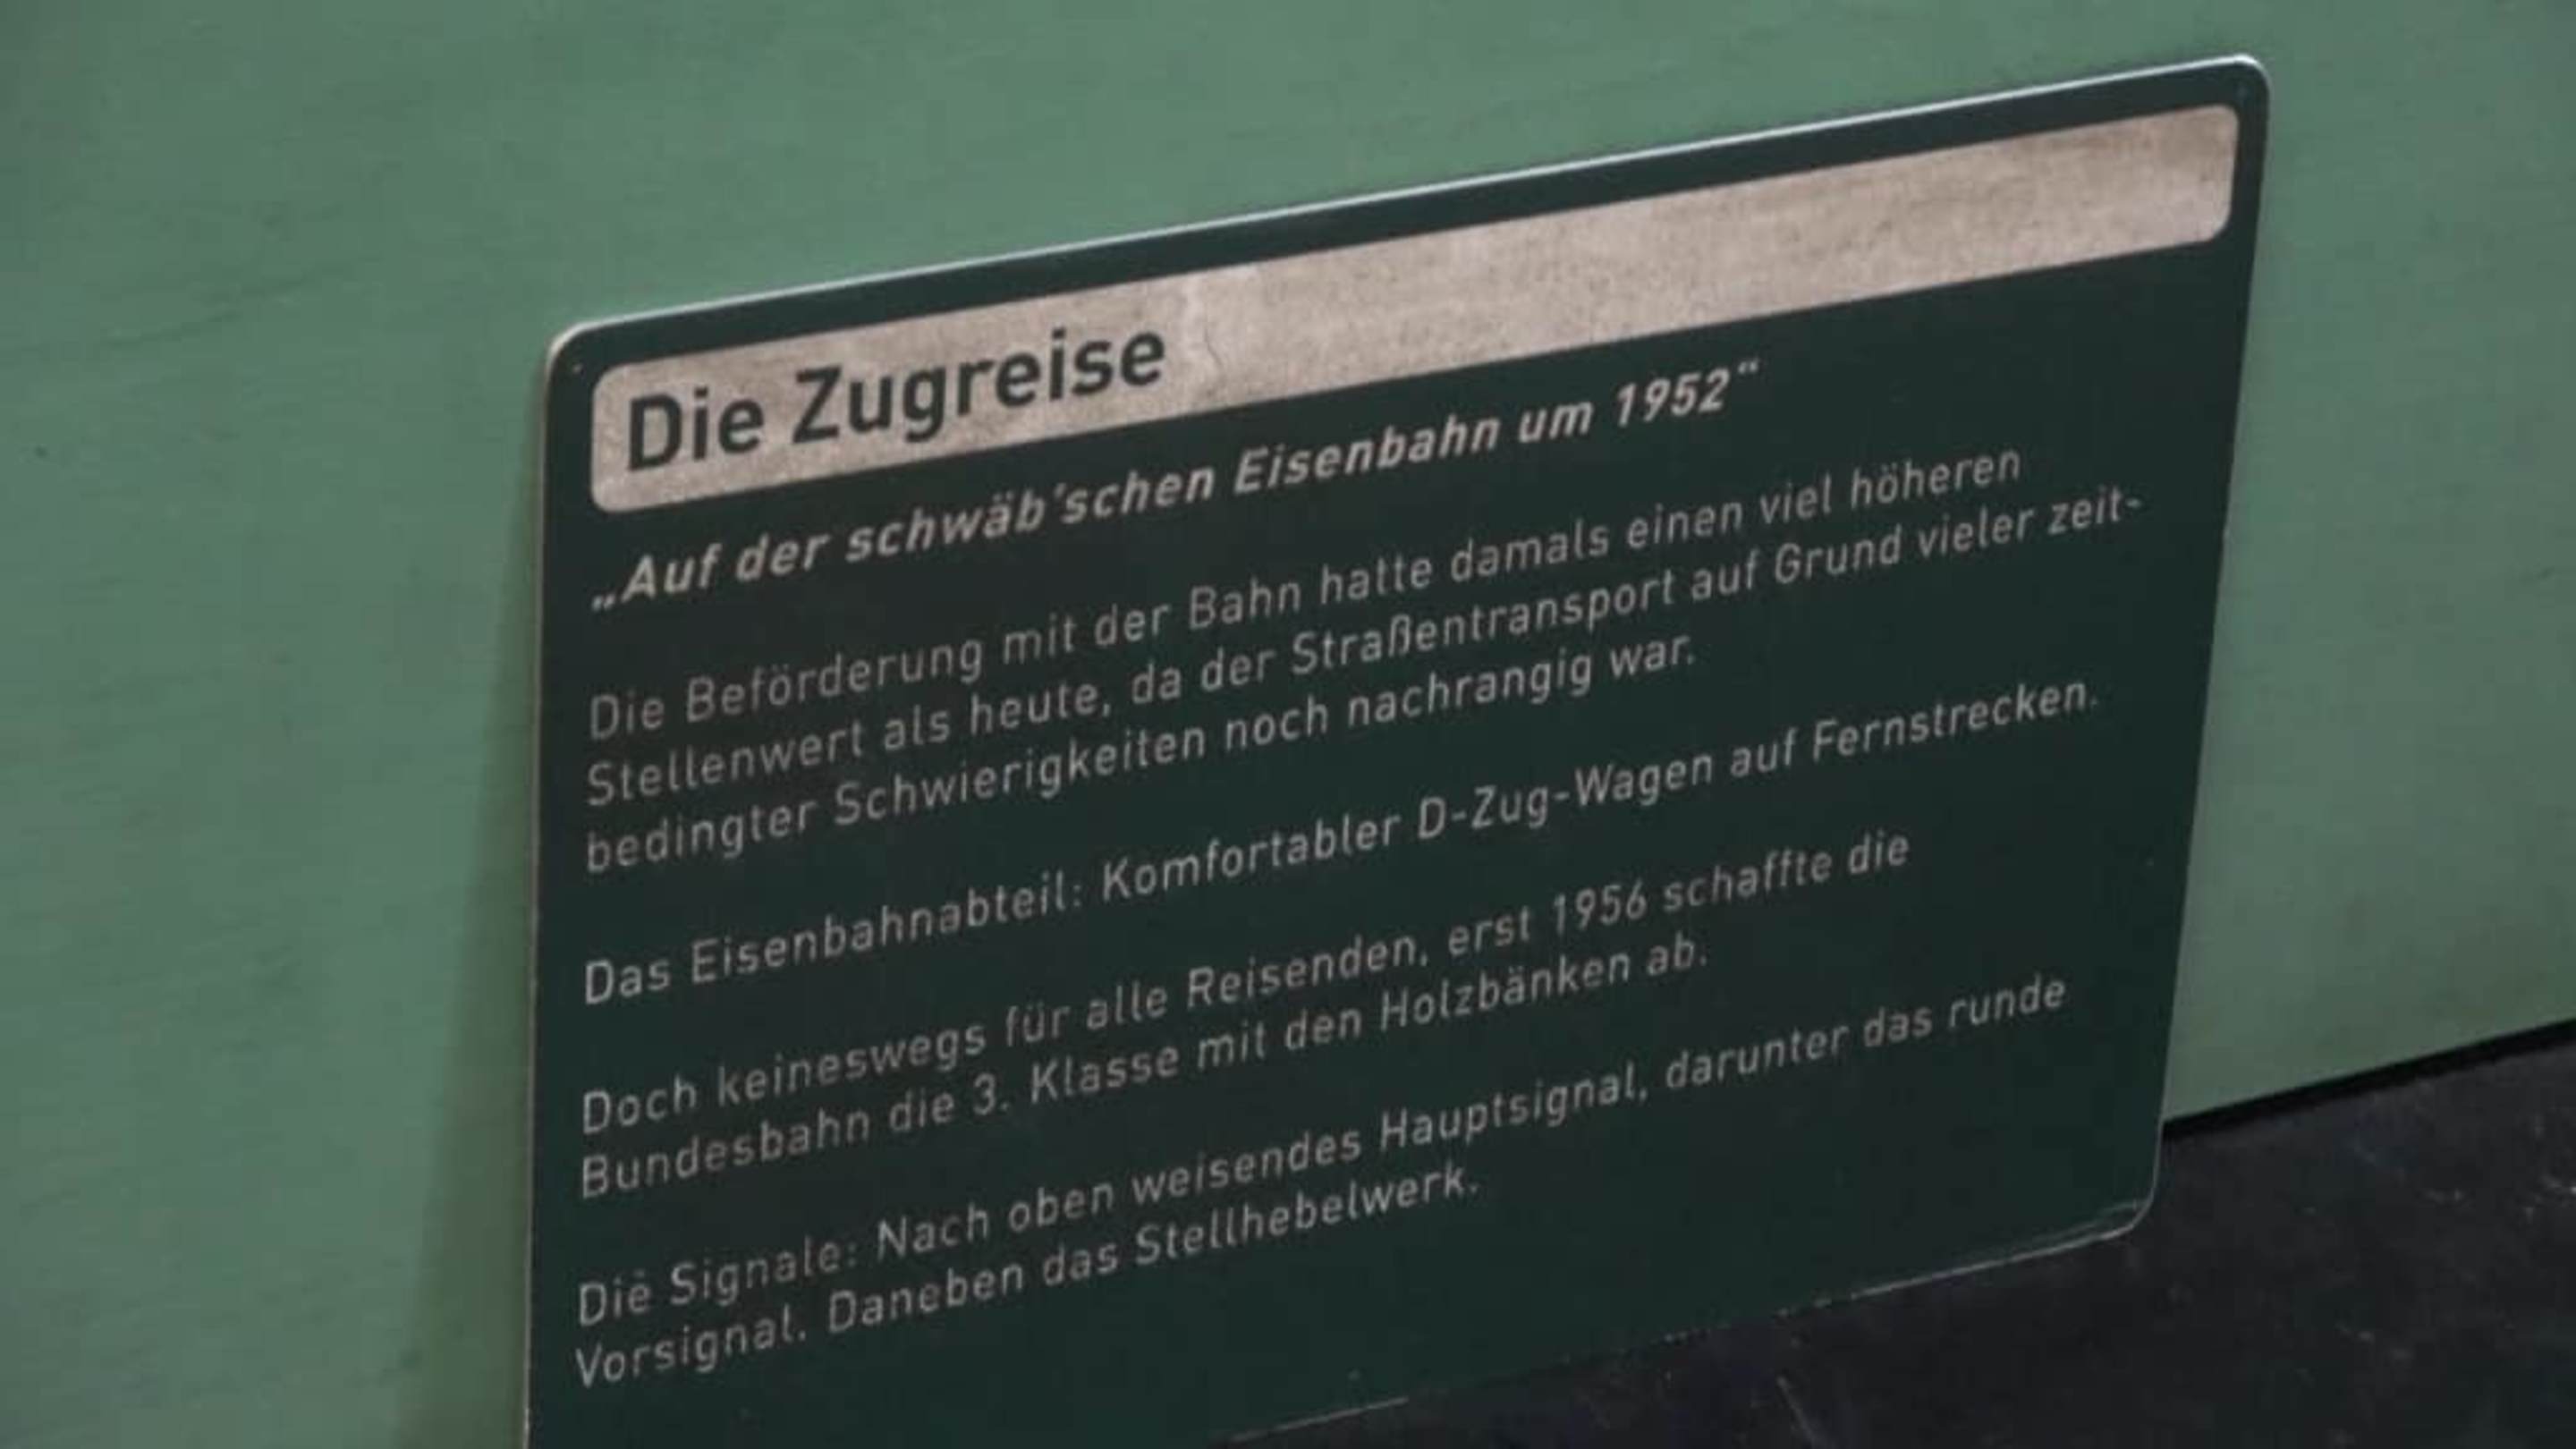 Die Zugreise
„Auf der schwäb'schen Eisenbahn um 1952“
Die Beförderung mit der Bahn hatte damals einen viel höheren
Stellenwert als heute, da der Straßentransport auf Grund vieler zeit-
bedingter Schwierigkeiten noch nachrangig war.
Das Eisenbahnabteil: Komfortabler D-Zug-Wagen auf Fernstrecken.
Doch keineswegs für alle Reisenden, erst 1956 schaffte die
Bundesbahn die 3. Klasse mit den Holzbänken ab.
Die Signale: Nach oben weisendes Hauptsignal, darunter das runde
Vorsignal. Daneben das Stellhebelwerk.